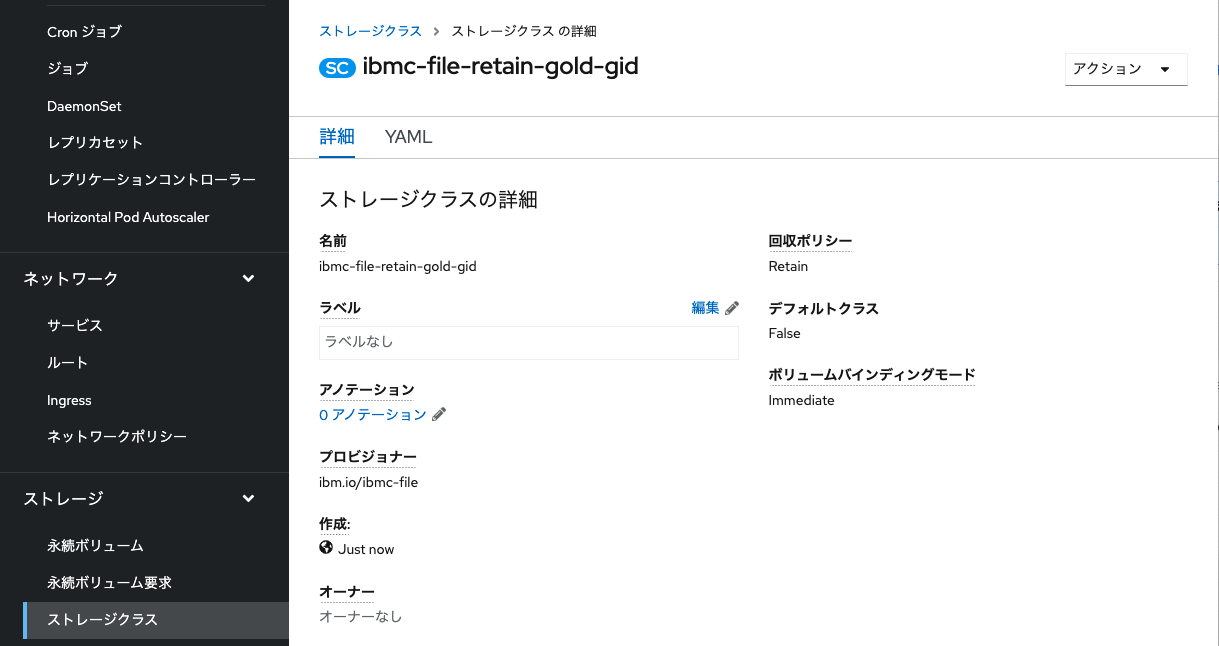 Cron ジョブ
ジョブ
DaemonSet
レプリカセット
レプリケーションコントローラー
Horizontal Pod Autoscaler
ネットワーク
サービス
ルート
Ingress
ネットワークポリシー
ストレージ
永続ボリューム
永続ボリューム要求
ストレージクラス
ストレージクラス > ストレージクラス の詳細
SC ibmc-file-retain-gold-gid
アクション
詳細 YAML
ストレージクラスの詳細
名前
ibmc-file-retain-gold-gid
ラベル 編集
ラベルなし
アノテーション
0 アノテーション
プロビジョナー
ibm.io/ibmc-file
作成:
Just now
オーナー
オーナーなし
回収ポリシー
Retain
デフォルトクラス
False
ボリュームバインディングモード
Immediate